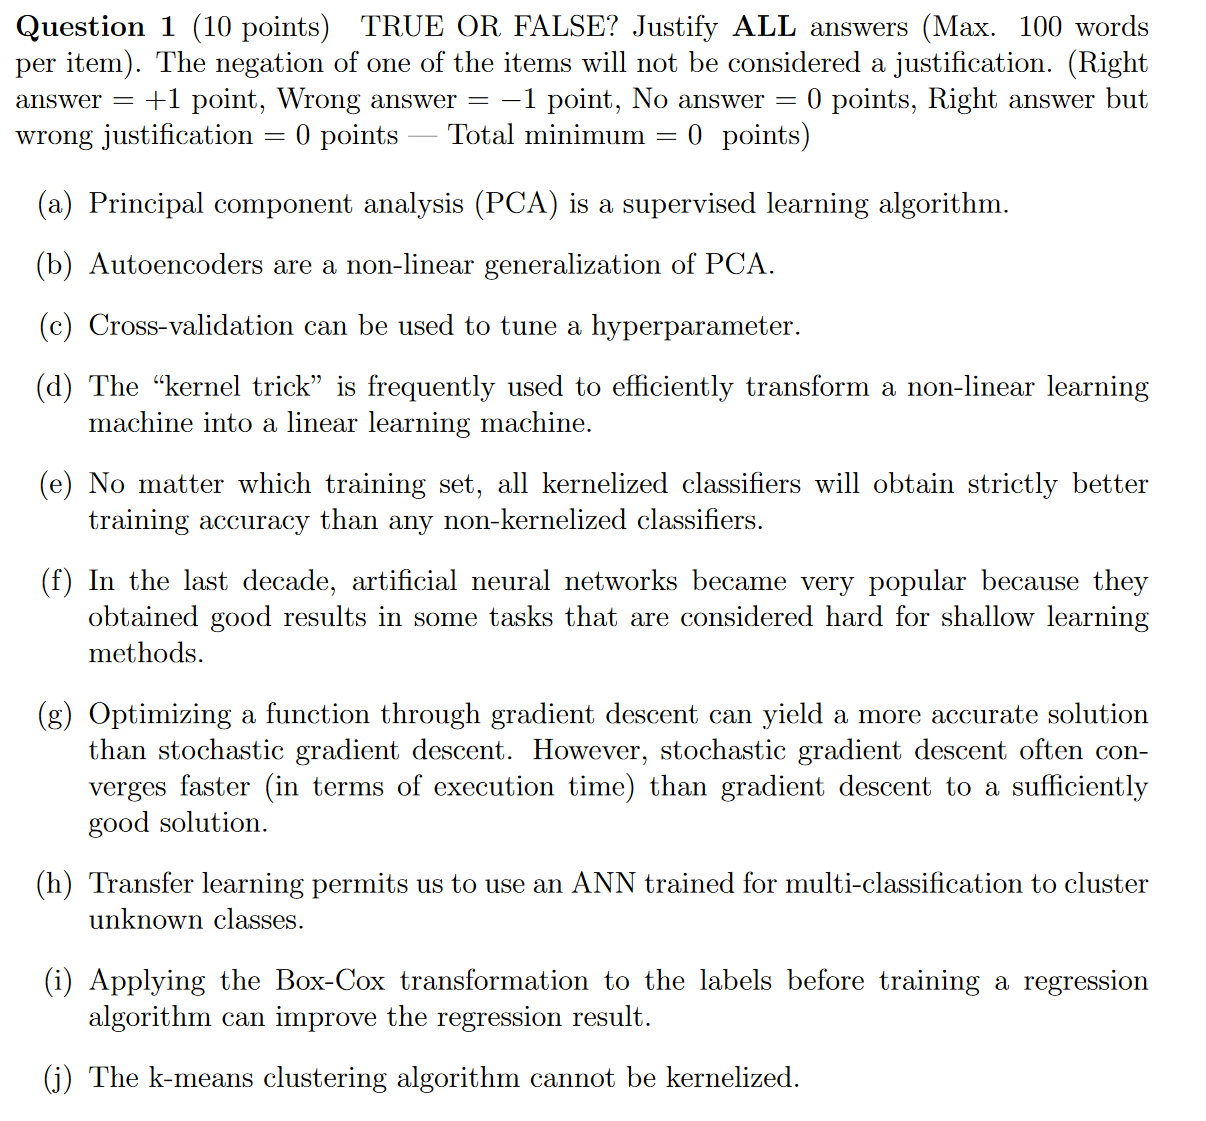 Question 1 (10 points) TRUE OR FALSE? Justify ALL answers (Max. 100 words
per item). The negation of one of the items will not be considered a justification. (Right
answer = +1 point, Wrong answer = −1 point, No answer = 0 points, Right answer but
wrong justification = 0 points — Total minimum = 0 points)
(a) Principal component analysis (PCA) is a supervised learning algorithm.
(b) Autoencoders are a non-linear generalization of PCA.
(c) Cross-validation can be used to tune a hyperparameter.
(d) The “kernel trick” is frequently used to efficiently transform a non-linear learning
machine into a linear learning machine.
(e) No matter which training set, all kernelized classifiers will obtain strictly better
training accuracy than any non-kernelized classifiers.
(f) In the last decade, artificial neural networks became very popular because they
obtained good results in some tasks that are considered hard for shallow learning
methods.
(g) Optimizing a function through gradient descent can yield a more accurate solution
than stochastic gradient descent. However, stochastic gradient descent often con-
verges faster (in terms of execution time) than gradient descent to a sufficiently
good solution.
(h) Transfer learning permits us to use an ANN trained for multi-classification to cluster
unknown classes.
(i) Applying the Box-Cox transformation to the labels before training a regression
algorithm can improve the regression result.
(j) The k-means clustering algorithm cannot be kernelized.